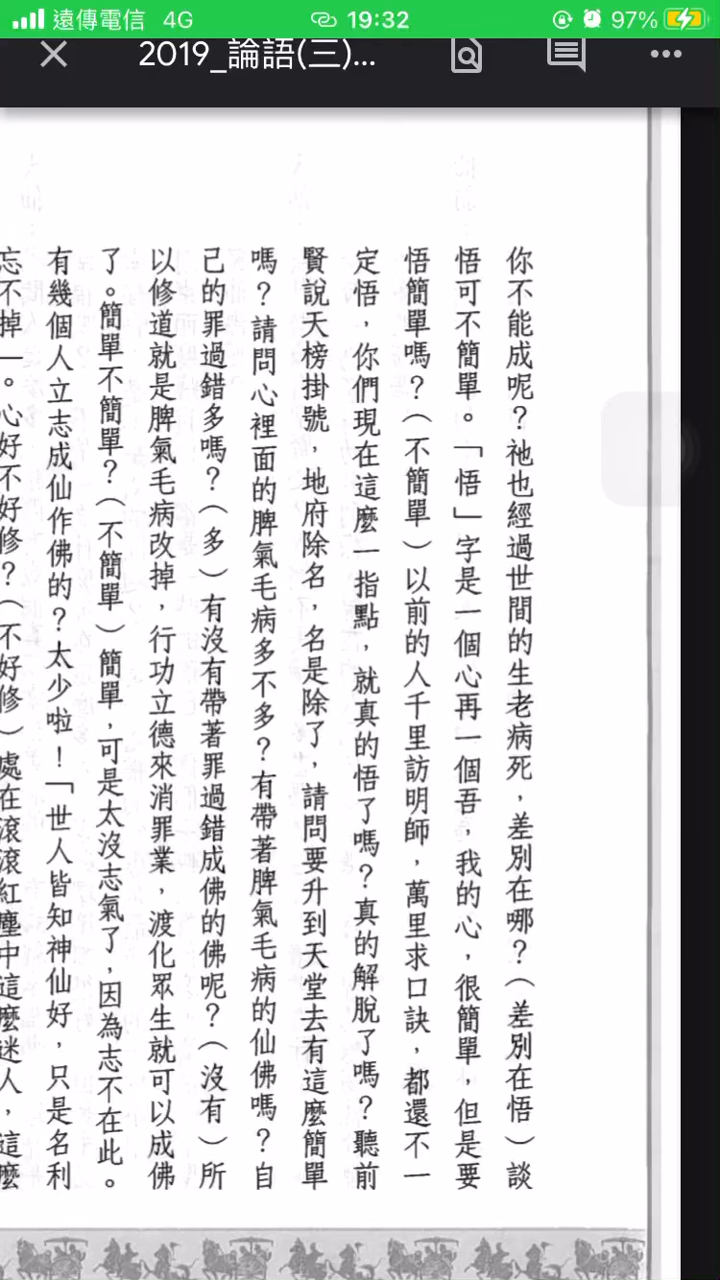 遠傳電信 4G 19:32 97%
2019_論語(三)...
你不能成呢？祂也經過世間的生老病死，差別在哪？（差別在悟）談
悟可不簡單。「悟」字是一個心再一個吾，我的心，很簡單，但是要
悟簡單嗎？（不簡單）以前的人千里訪明師，萬里求口訣，都還不一
定悟，你們現在這麼一指點，就真的悟了嗎？真的解脫了嗎？聽前
賢說天榜掛號，地府除名，名是除了，請問要升到天堂去有這麼簡單
嗎？請問心裡面的脾氣毛病多不多？有帶著脾氣毛病的仙佛嗎？自
己的罪過錯多嗎？（多）有沒有帶著罪過錯成佛的佛呢？（沒有）所
以修道就是脾氣毛病改掉，行功立德來消罪業，渡化眾生就可以成佛
了。簡單不簡單？（不簡單）簡單，可是太沒志氣了，因為志不在此。
有幾個人立志成仙作佛的？太少啦！「世人皆知神仙好，只是名利
忘不掉」。心好不好修？（不好修）處在滾滾紅塵中這麼迷人，這麼